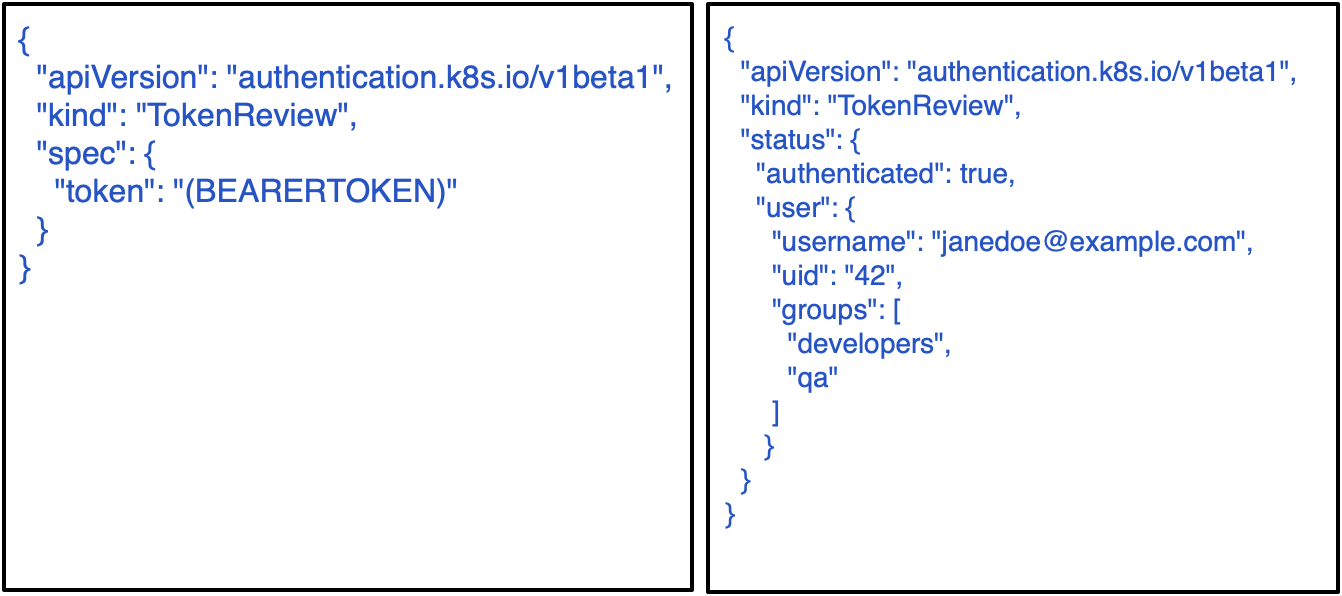 {
"apiVersion": "authentication.k8s.io/v1beta1",
"kind": "TokenReview",
"spec": {
"token": "(BEARERTOKEN)"
}
}
{
"apiVersion": "authentication.k8s.io/v1beta1",
"kind": "TokenReview",
"status": {
"authenticated": true,
"user": {
"username": "janedoe@example.com",
"uid": "42",
"groups": [
"developers",
"qa"
]
}
}
}